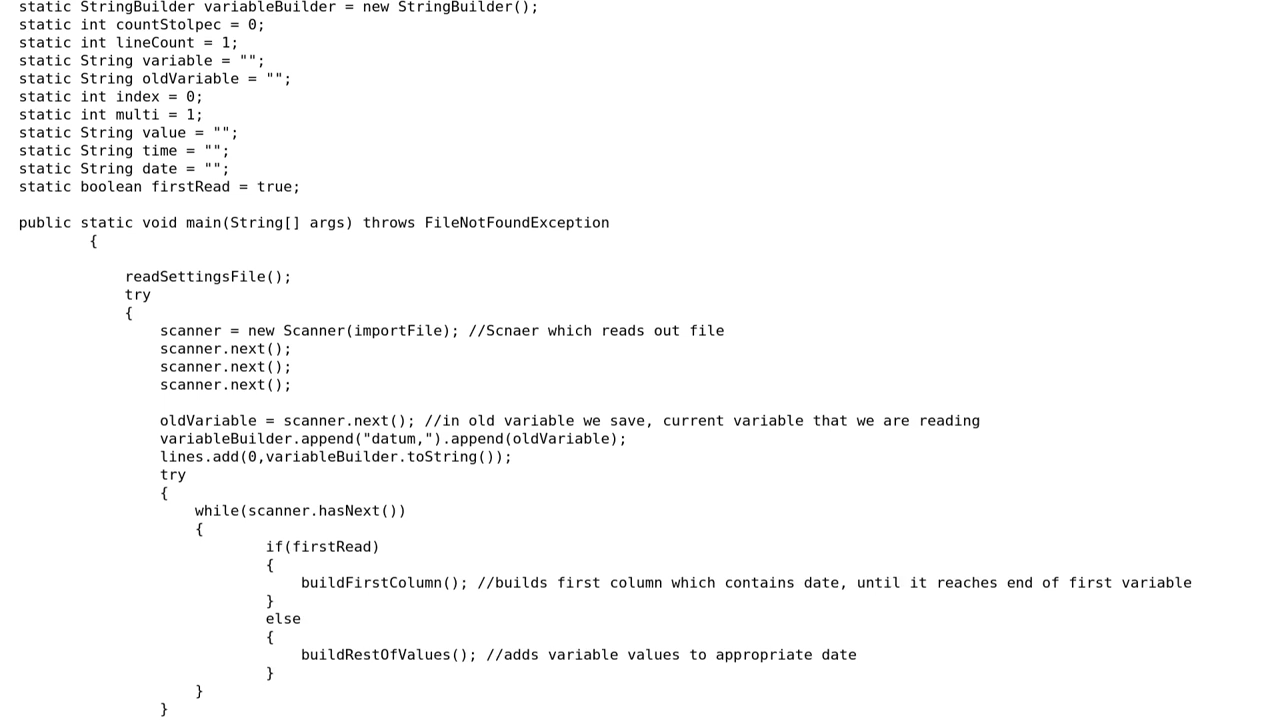 static StringBuilder variableBuilder = new StringBuilder();
static int countStolpec = 0;
static int lineCount = 1;
static String variable = "";
static String oldVariable = "";
static int index = 0;
static int multi = 1;
static String value = "";
static String time = "";
static String date = "";
static boolean firstRead = true;
public static void main(String[] args) throws FileNotFoundException
{
readSettingsFile();
try
{
scanner = new Scanner(importFile); //Scnaer which reads out file
scanner.next();
scanner.next();
scanner.next();
oldVariable = scanner.next(); //in old variable we save, current variable that we are reading
variableBuilder.append("datum,").append(oldVariable);
lines.add(0,variableBuilder.toString());
try
{
while(scanner.hasNext())
{
if(firstRead)
{
buildFirstColumn(); //builds first column which contains date, until it reaches end of first variable
}
else
{
buildRestOfValues(); //adds variable values to appropriate date
}
}
}